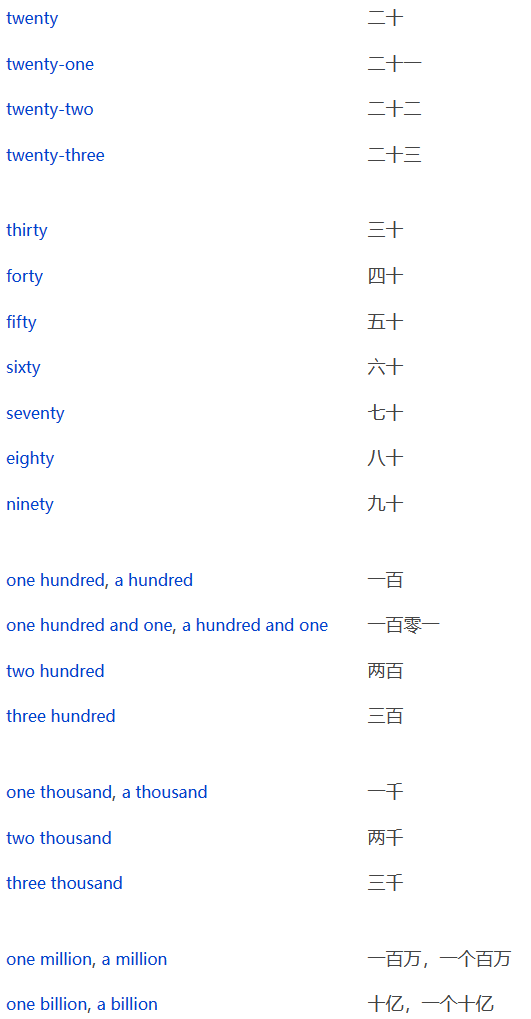 twenty 二十
twenty-one 二十一
twenty-two 二十二
twenty-three 二十三
thirty 三十
forty 四十
fifty 五十
sixty 六十
seventy 七十
eighty 八十
ninety 九十
one hundred, a hundred 一百
one hundred and one, a hundred and one 一百零一
two hundred 两百
three hundred 三百
one thousand, a thousand 一千
two thousand 两千
three thousand 三千
one million, a million 一百万，一个百万
one billion, a billion 十亿，一个十亿